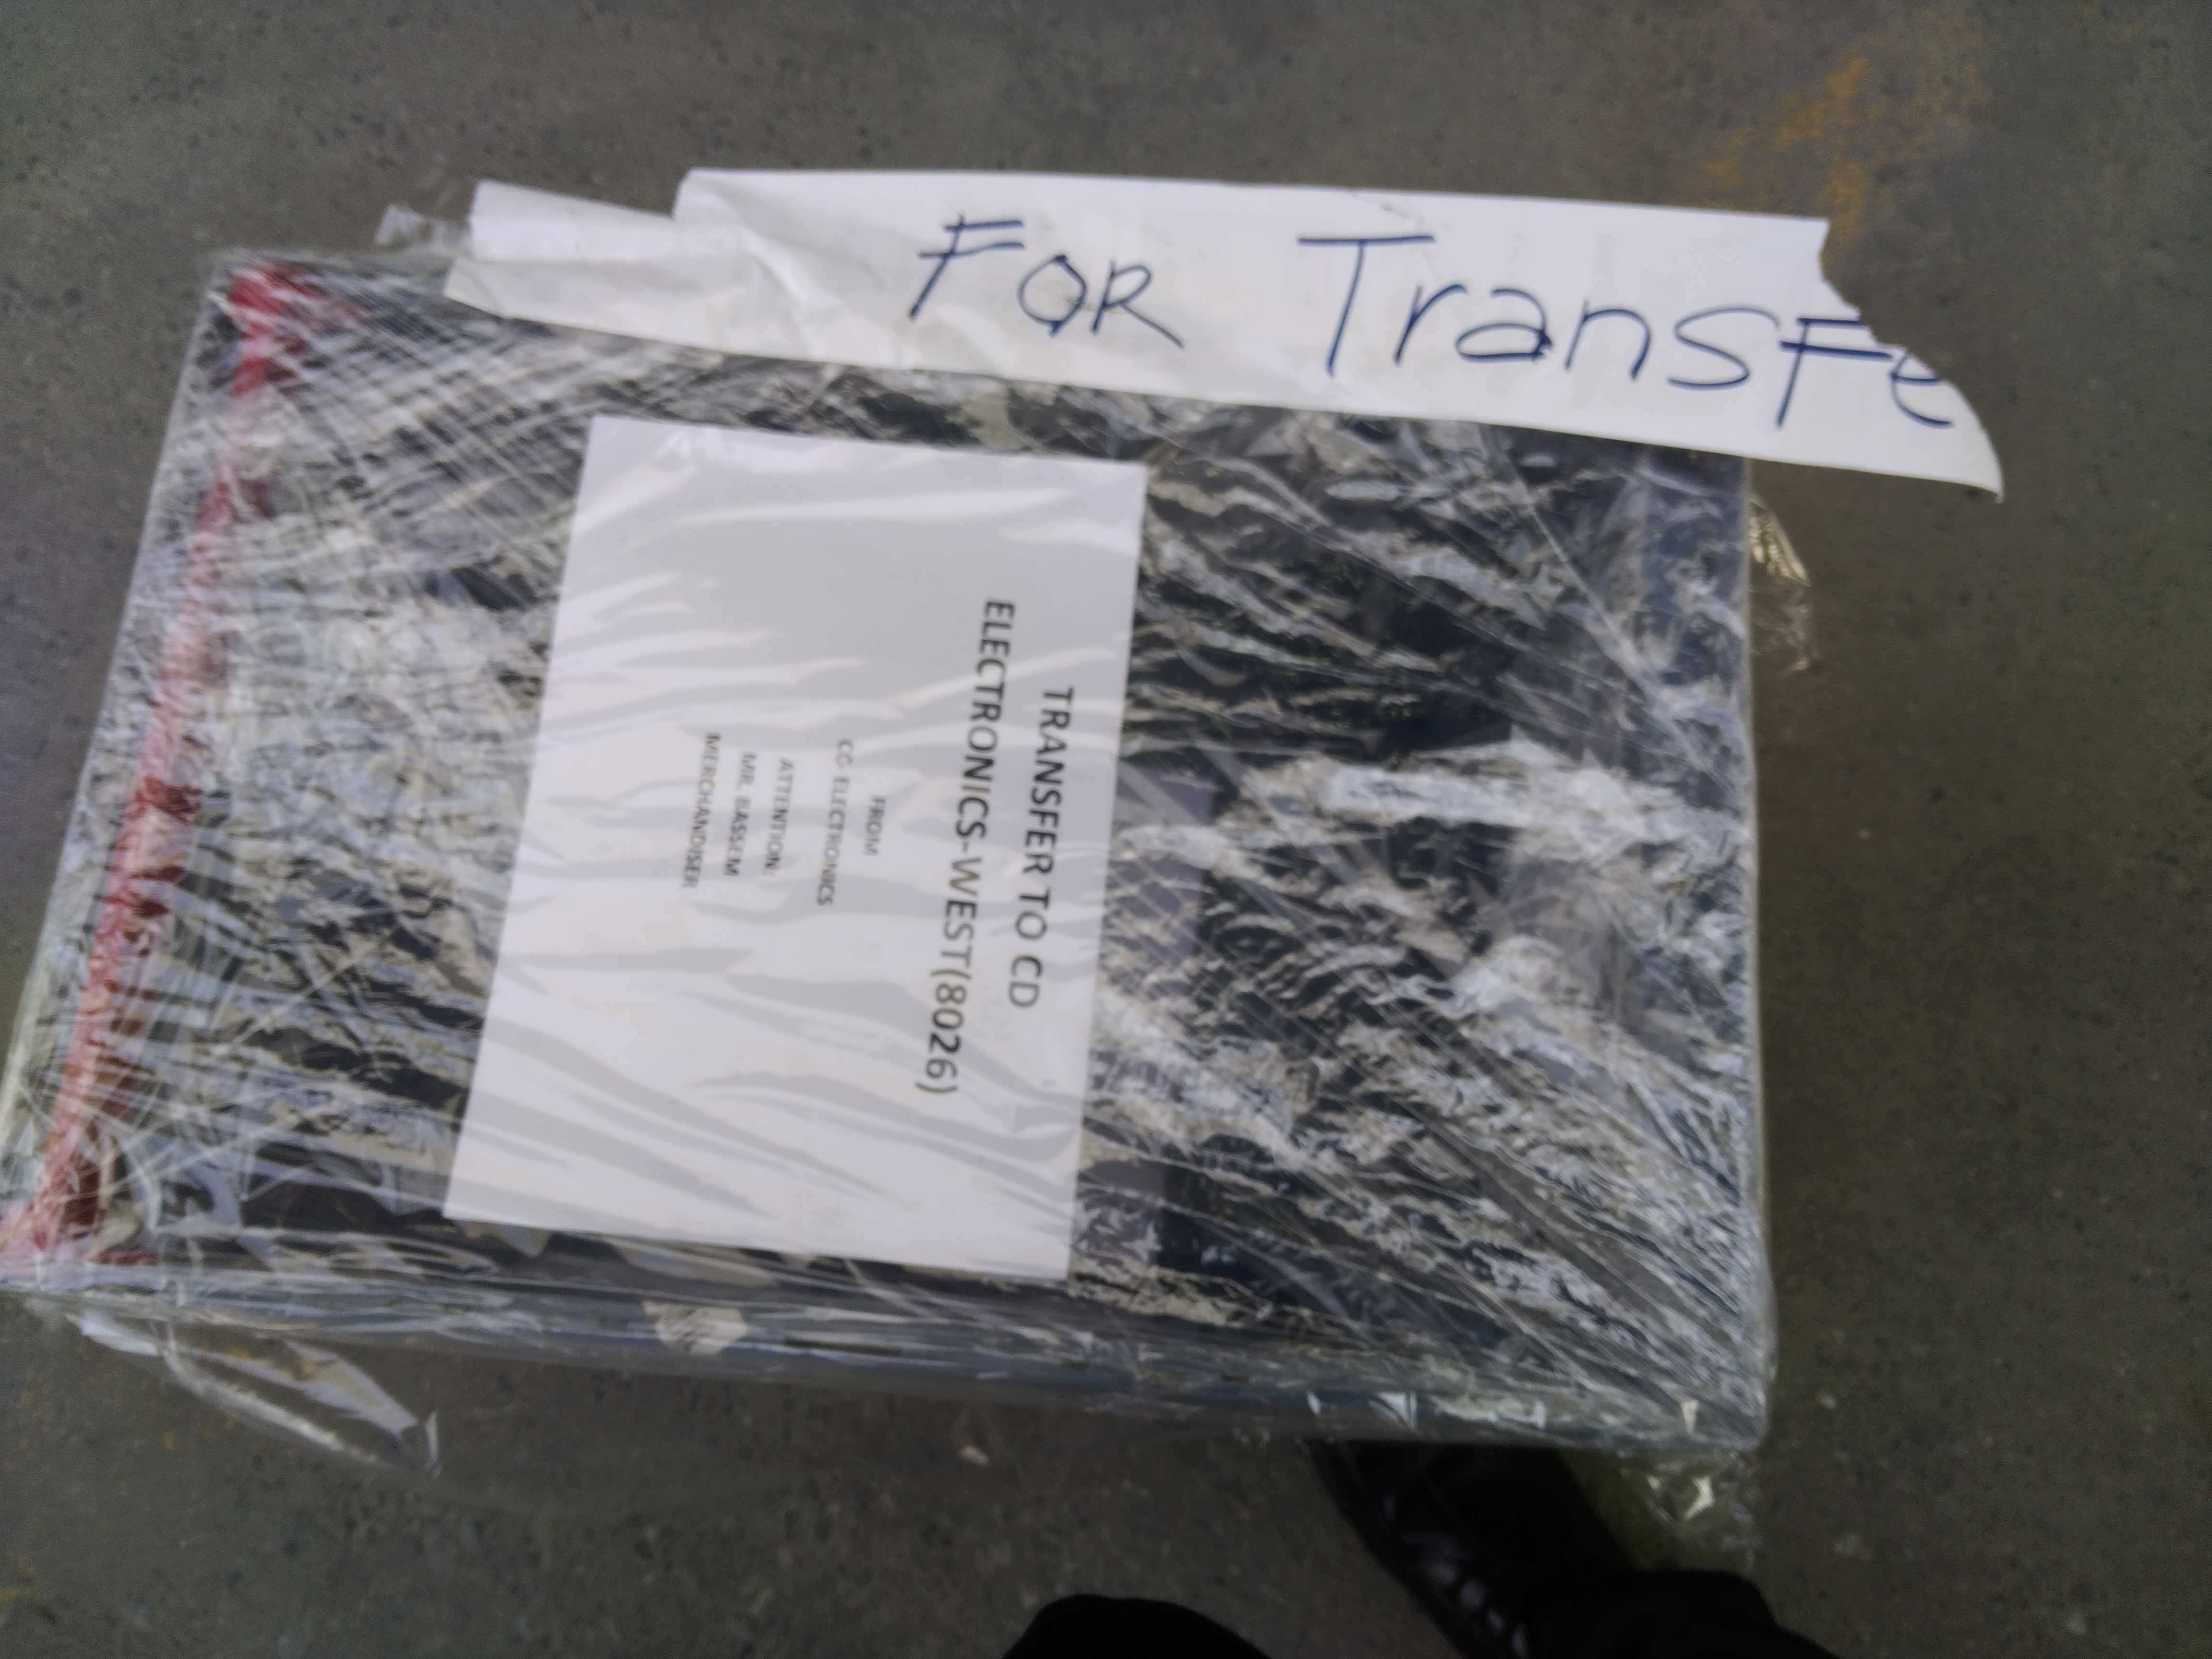 FOR Transfe
TRANSFER TO CD
ELECTRONICS-WEST(8026)
FROM
CC-ELECTRONICS
ATTENTION:
MR. BASSEM
MERCHANDISER